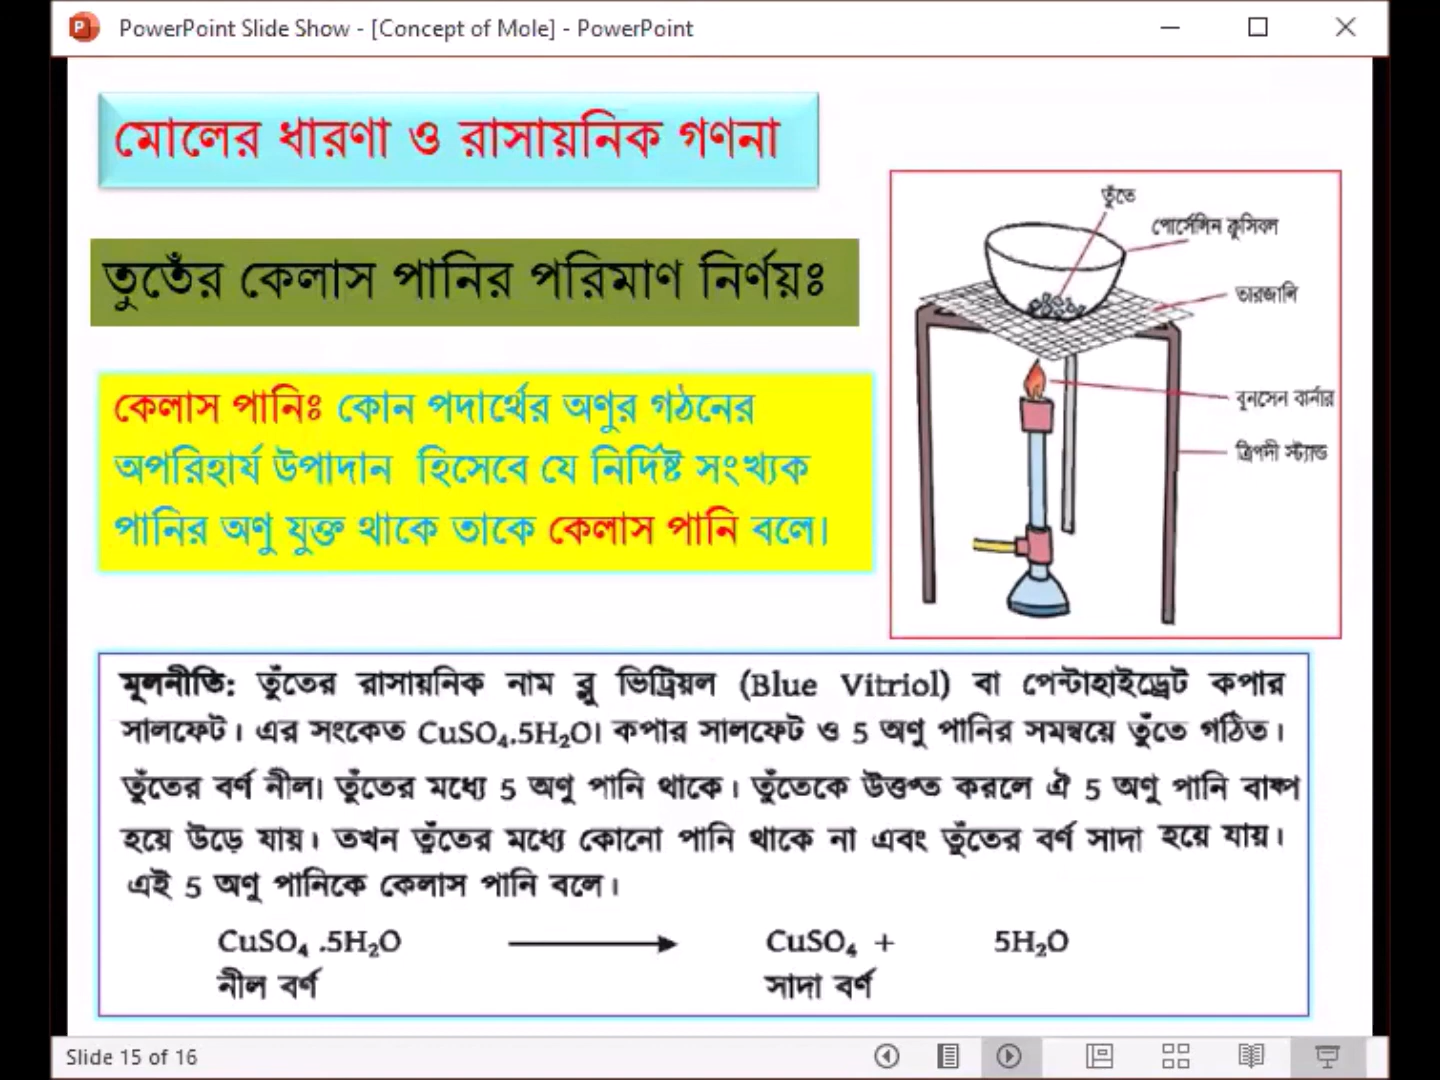 PowerPoint Slide Show - [Concept of Mole] - PowerPoint
মোলের ধারণা ও রাসায়নিক গণনা
তুতেঁর কেলাস পানির পরিমাণ নির্ণয়ঃ
কেলাস পানিঃ কোন পদার্থের অণুর গঠনের
অপরিহার্য উপাদান হিসেবে যে নির্দিষ্ট সংখ্যক
পানির অণু যুক্ত থাকে তাকে কেলাস পানি বলে।
তুঁতে
পোর্সেলিন ক্রুসিবল
তারজালি
বুনসেন বার্নার
ত্রিপদী স্ট্যান্ড
মূলনীতি: তুঁতের রাসায়নিক নাম ব্লু ভিট্রিয়ল (Blue Vitriol) বা পেন্টাহাইড্রেট কপার
সালফেট। এর সংকেত CuSO₄.5H₂O। কপার সালফেট ও 5 অণু পানির সমন্বয়ে তুঁতে গঠিত।
তুঁতের বর্ণ নীল। তুঁতের মধ্যে 5 অণু পানি থাকে। তুঁতেকে উত্তপ্ত করলে ঐ 5 অণু পানি বাষ্প
হয়ে উড়ে যায়। তখন তুঁতের মধ্যে কোনো পানি থাকে না এবং তুঁতের বর্ণ সাদা হয়ে যায়।
এই 5 অণু পানিকে কেলাস পানি বলে।
CuSO₄ .5H₂O → CuSO₄ + 5H₂O
নীল বর্ণ সাদা বর্ণ
Slide 15 of 16